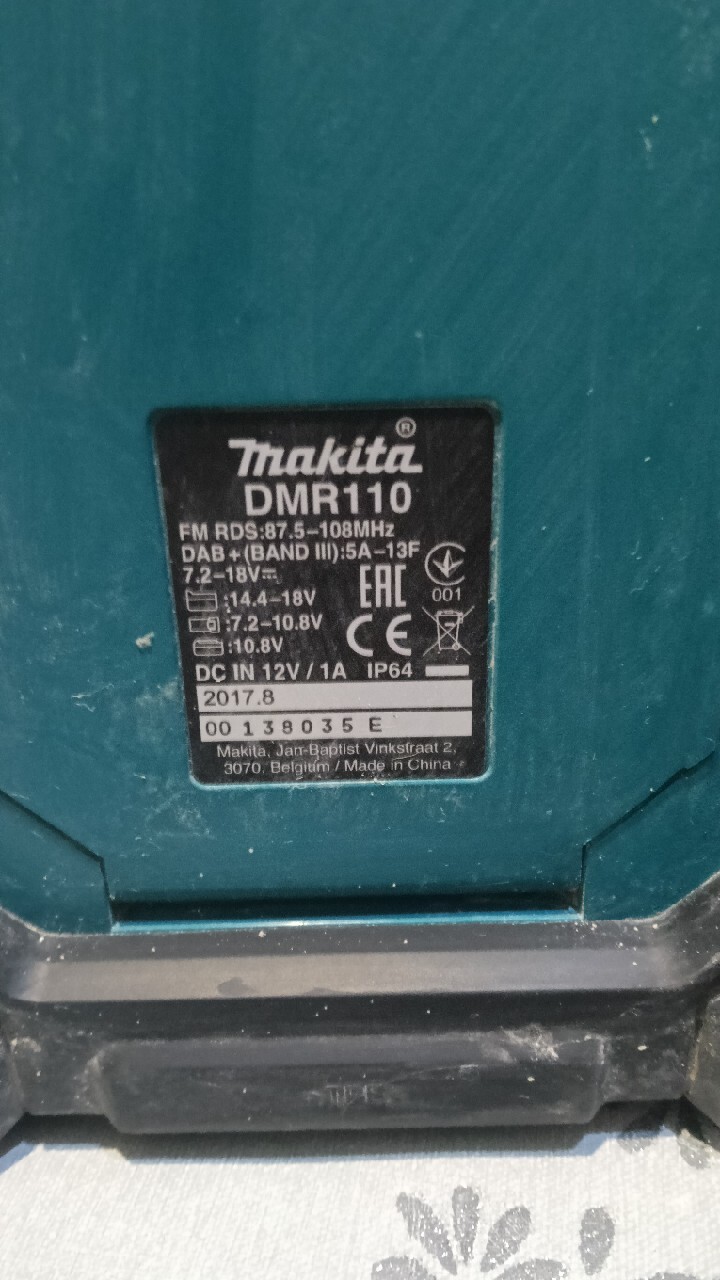 makita®
DMR110
FM RDS:87.5-108MHz
DAB+(BAND III):5A-13F
7.2-18V⎓
:14.4-18V
:7.2-10.8V
:10.8V
EAC
001
CE
DC IN 12V / 1A IP64
2017.8
00 138035 E
Makita, Jan-Baptist Vinkstraat 2,
3070, Belgium / Made in China